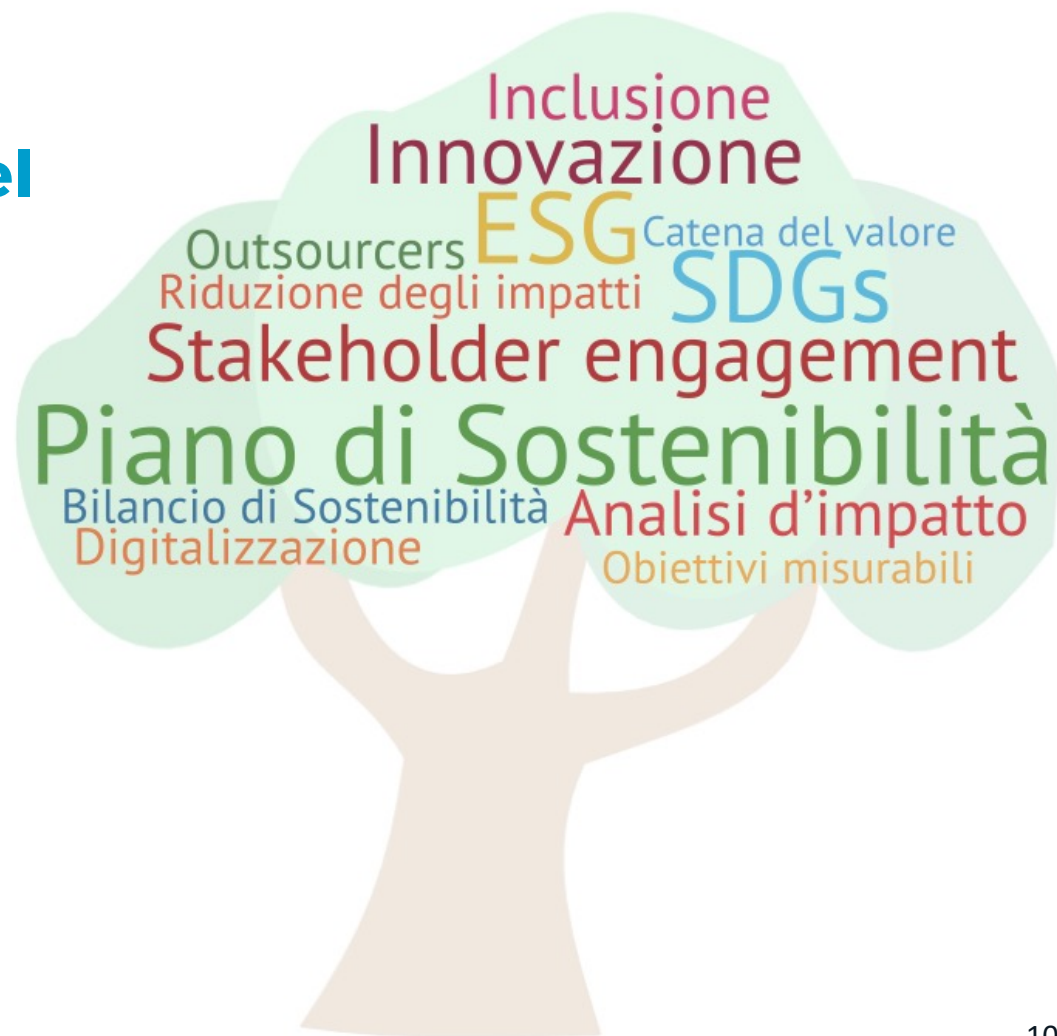 el
Inclusione
Innovazione
Outsourcers ESG Catena del valore
Riduzione degli impatti SDGs
Stakeholder engagement
Piano di Sostenibilità
Bilancio di Sostenibilità Analisi d’impatto
Digitalizzazione Obiettivi misurabili
10